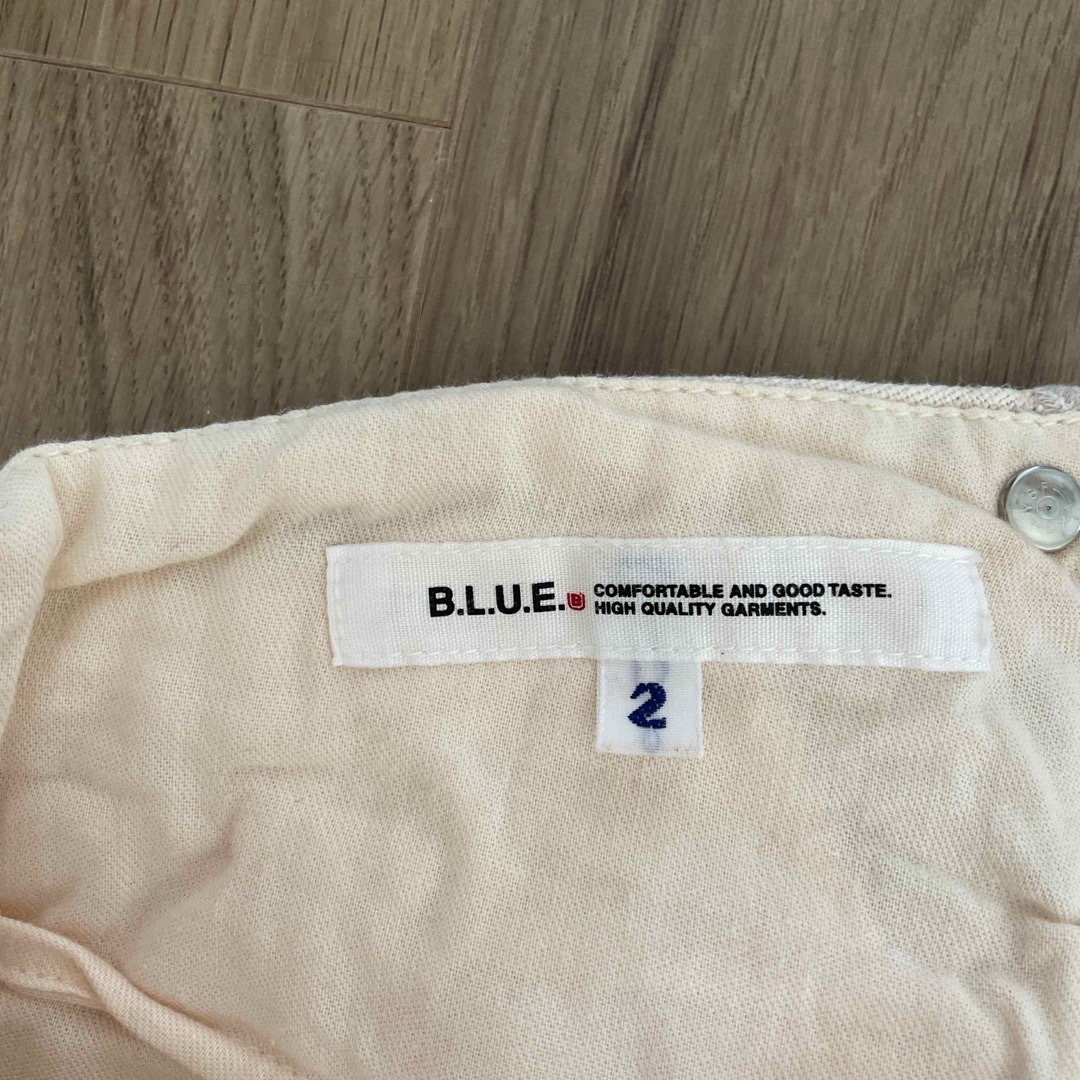 B.L.U.E.
COMFORTABLE AND GOOD TASTE.
HIGH QUALITY GARMENTS.
2